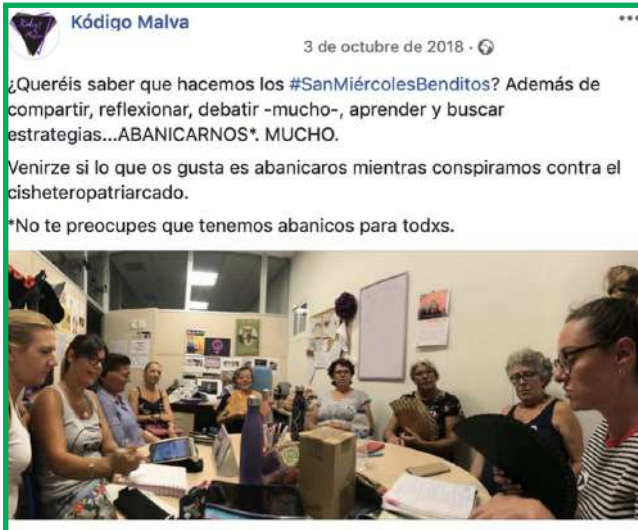 Kódigo Malva
3 de octubre de 2018 ·
¿Queréis saber que hacemos los #SanMiércolesBenditos? Además de
compartir, reflexionar, debatir -mucho-, aprender y buscar
estrategias...ABANICARNOS*. MUCHO.
Venirze si lo que os gusta es abanicaros mientras conspiramos contra el
cisheteropatriarcado.
*No te preocupes que tenemos abanicos para todxs.